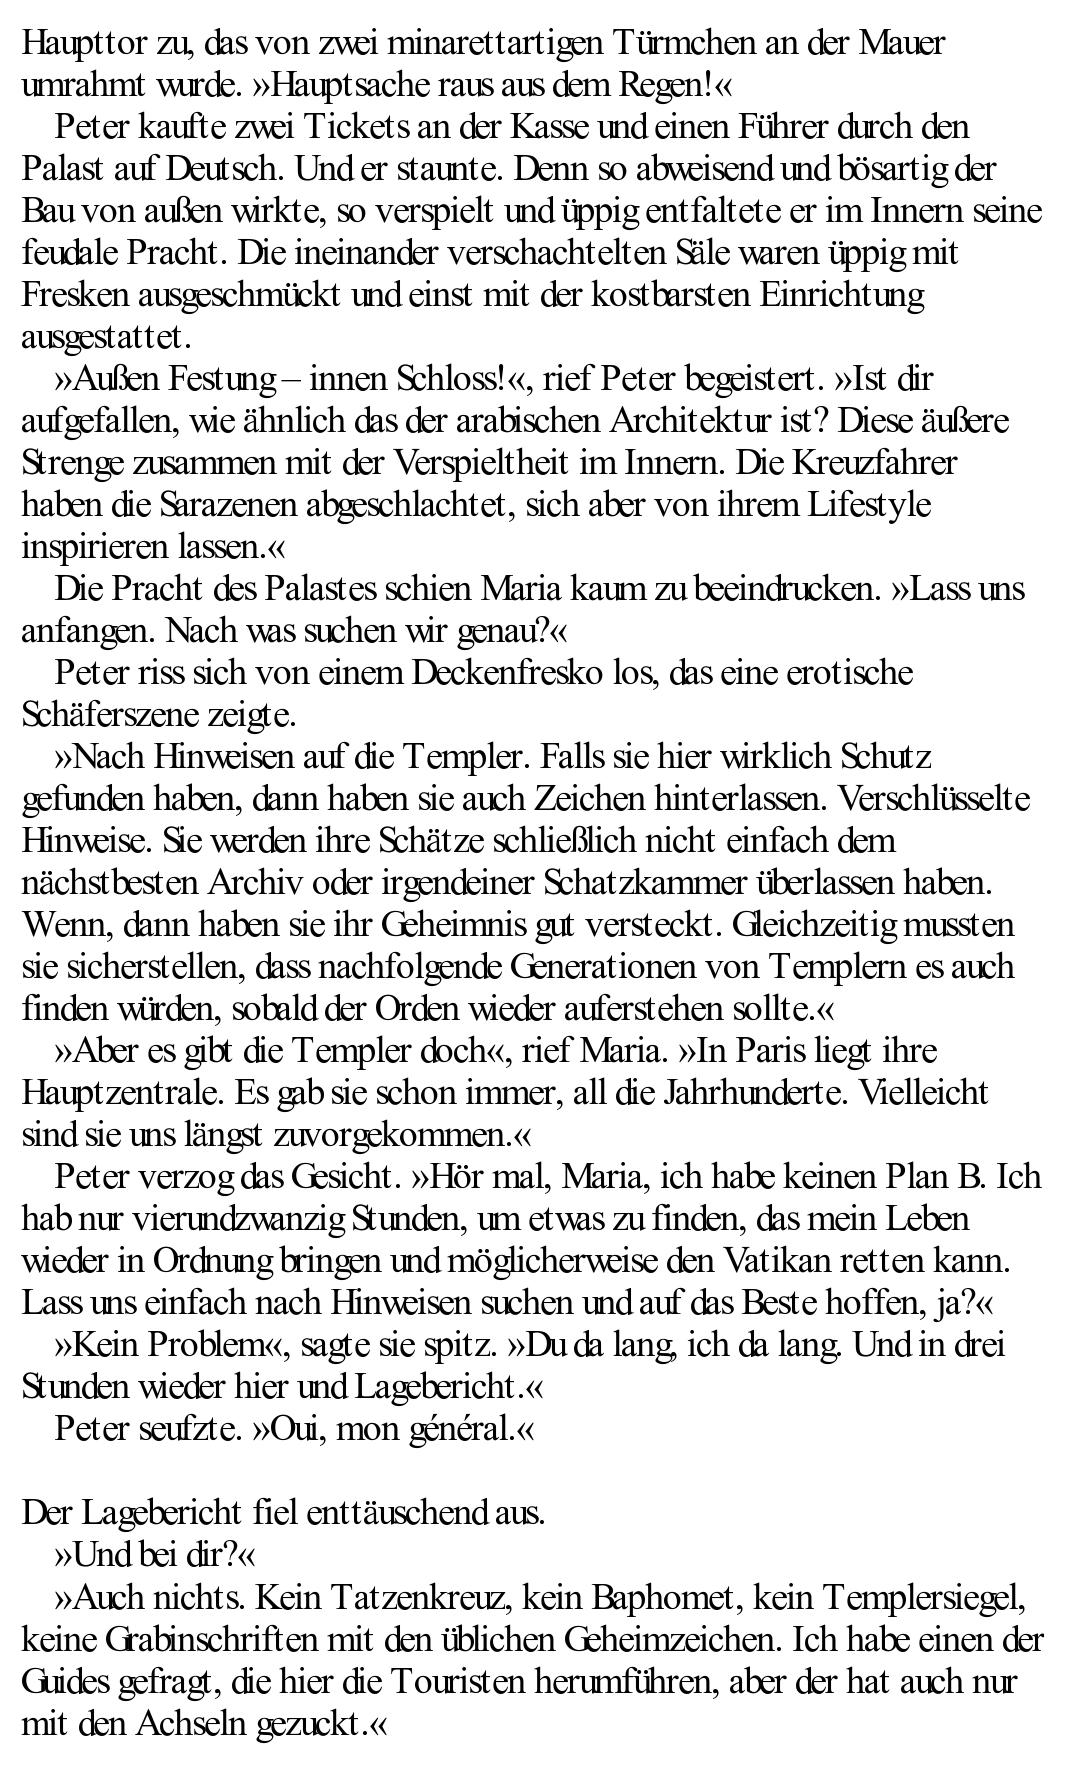 Haupttor zu, das von zwei minarettartigen Türmchen an der Mauer
umrahmt wurde. »Hauptsache raus aus dem Regen!«
Peter kaufte zwei Tickets an der Kasse und einen Führer durch den
Palast auf Deutsch. Und er staunte. Denn so abweisend und bösartig der
Bau von außen wirkte, so verspielt und üppig entfaltete er im Innern seine
feudale Pracht. Die ineinander verschachtelten Säle waren üppig mit
Fresken ausgeschmückt und einst mit der kostbarsten Einrichtung
ausgestattet.
»Außen Festung – innen Schloss!«, rief Peter begeistert. »Ist dir
aufgefallen, wie ähnlich das der arabischen Architektur ist? Diese äußere
Strenge zusammen mit der Verspieltheit im Innern. Die Kreuzfahrer
haben die Sarazenen abgeschlachtet, sich aber von ihrem Lifestyle
inspirieren lassen.«
Die Pracht des Palastes schien Maria kaum zu beeindrucken. »Lass uns
anfangen. Nach was suchen wir genau?«
Peter riss sich von einem Deckenfresko los, das eine erotische
Schäferszene zeigte.
»Nach Hinweisen auf die Templer. Falls sie hier wirklich Schutz
gefunden haben, dann haben sie auch Zeichen hinterlassen. Verschlüsselte
Hinweise. Sie werden ihre Schätze schließlich nicht einfach dem
nächstbesten Archiv oder irgendeiner Schatzkammer überlassen haben.
Wenn, dann haben sie ihr Geheimnis gut versteckt. Gleichzeitig mussten
sie sicherstellen, dass nachfolgende Generationen von Templern es auch
finden würden, sobald der Orden wieder auferstehen sollte.«
»Aber es gibt die Templer doch«, rief Maria. »In Paris liegt ihre
Hauptzentrale. Es gab sie schon immer, all die Jahrhunderte. Vielleicht
sind sie uns längst zuvorgekommen.«
Peter verzog das Gesicht. »Hör mal, Maria, ich habe keinen Plan B. Ich
hab nur vierundzwanzig Stunden, um etwas zu finden, das mein Leben
wieder in Ordnung bringen und möglicherweise den Vatikan retten kann.
Lass uns einfach nach Hinweisen suchen und auf das Beste hoffen, ja?«
»Kein Problem«, sagte sie spitz. »Du da lang, ich da lang. Und in drei
Stunden wieder hier und Lagebericht.«
Peter seufzte. »Oui, mon général.«
Der Lagebericht fiel enttäuschend aus.
»Und bei dir?«
»Auch nichts. Kein Tatzenkreuz, kein Baphomet, kein Templersiegel,
keine Grabinschriften mit den üblichen Geheimzeichen. Ich habe einen der
Guides gefragt, die hier die Touristen herumführen, aber der hat auch nur
mit den Achseln gezuckt.«